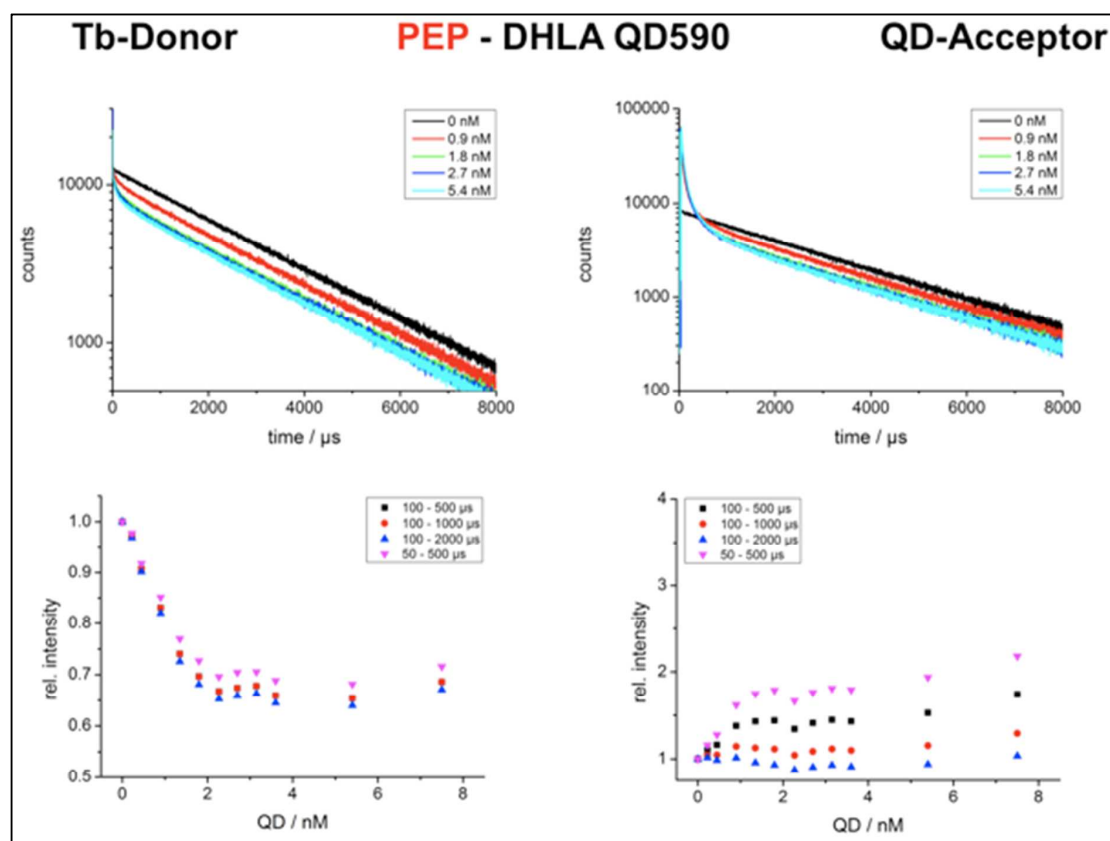 Tb-Donor PEP - DHLA QD590 QD-Acceptor
10000
1000
counts
0 2000 4000 6000 8000
time / µs
0 nM
0.9 nM
1.8 nM
2.7 nM
5.4 nM
100000
10000
1000
100
counts
0 2000 4000 6000 8000
time / µs
0 nM
0.9 nM
1.8 nM
2.7 nM
5.4 nM
1.0
0.9
0.8
0.7
0.6
0.5
rel. intensity
0 2 4 6 8
QD / nM
100 - 500 µs
100 - 1000 µs
100 - 2000 µs
50 - 500 µs
4
3
2
1
rel. intensity
0 2 4 6 8
QD / nM
100 - 500 µs
100 - 1000 µs
100 - 2000 µs
50 - 500 µs